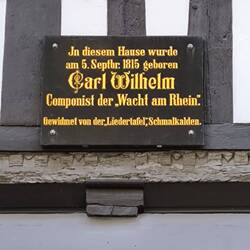 In diesem Hause wurde
am 5. Septbr. 1815 geboren
Carl Wilhelm
Componist der „Wacht am Rhein.“
Gewidmet von der „Liedertafel„ Schmalkalden.